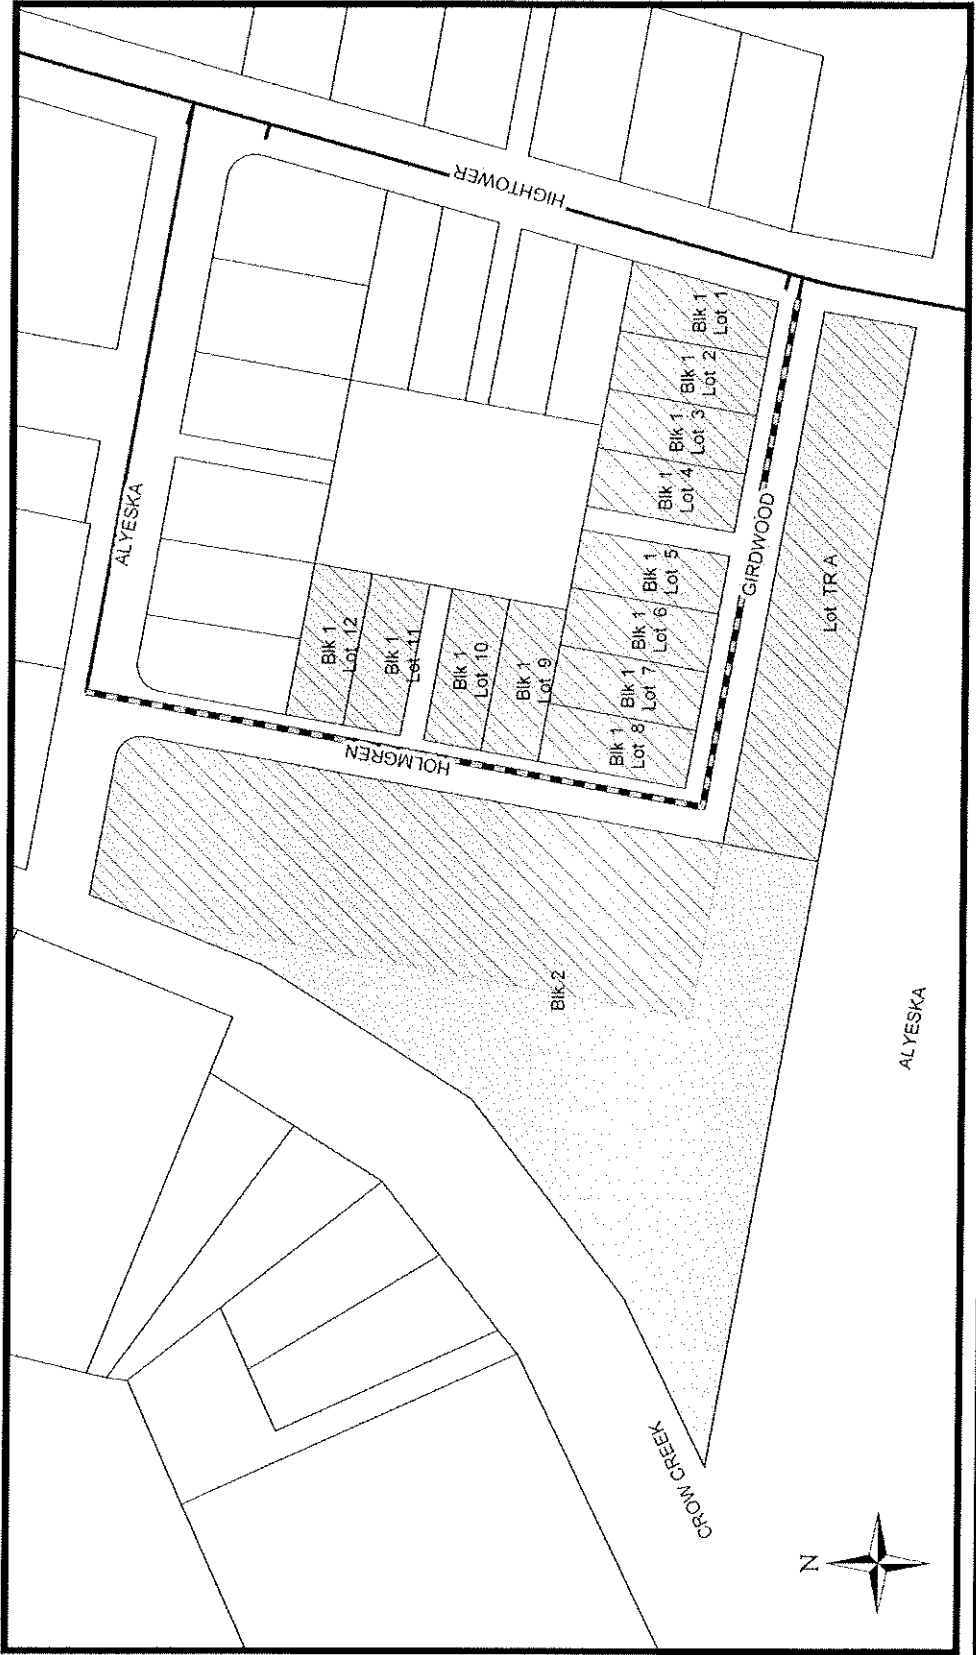 HIGHTOWER
ALYESKA
Blk 1
Lot 1
Blk 1
Lot 2
Blk 1
Lot 3
Blk 1
Lot 4
Blk 1
Lot 5
Blk 1
Lot 6
Blk 1
Lot 7
Blk 1
Lot 8
Blk 1
Lot 9
Blk 1
Lot 10
Blk 1
Lot 11
Blk 1
Lot 12
GIRDWOOD
Lot TR A
HOLMGREN
Blk 2
ALYESKA
CROW CREEK
N